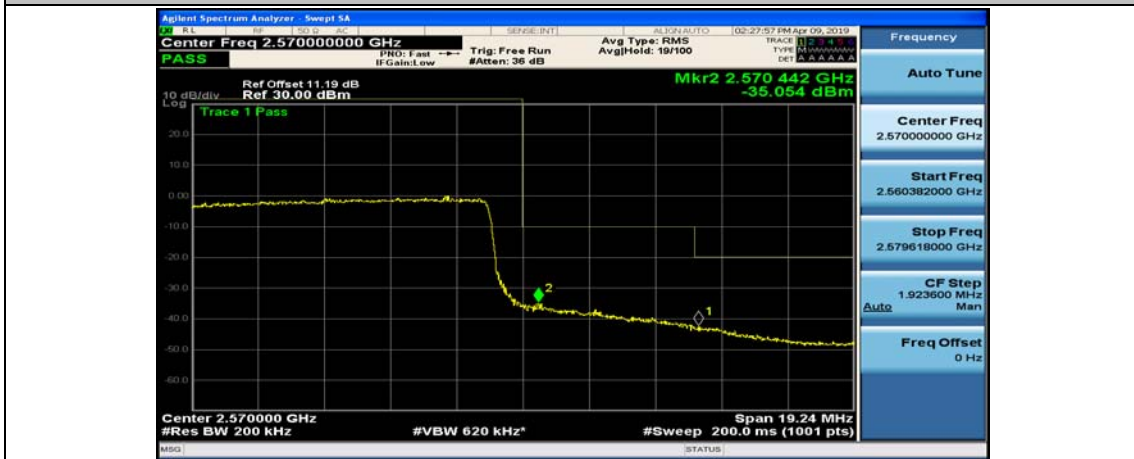 Agilent Spectrum Analyzer - Swept SA
RL RF 50 Ω AC SENSE:INT ALIGN AUTO 02:27:57 PM Apr 09, 2019
Center Freq 2.570000000 GHz
PASS
PNO: Fast
IFGain:Low
Trig: Free Run
#Atten: 36 dB
Avg Type: RMS
Avg|Hold: 19/100
TRACE 1 2 3 4 5 6
TYPE M
DET A A A A A A
Ref Offset 11.19 dB
Ref 30.00 dBm
10 dB/div
Log
Mkr2 2.570 442 GHz
-35.054 dBm
Trace 1 Pass
20.0
10.0
0.00
-10.0
-20.0
-30.0
-40.0
-50.0
-60.0
2
1
Center 2.570000 GHz
Span 19.24 MHz
#Res BW 200 kHz
#VBW 620 kHz*
#Sweep 200.0 ms (1001 pts)
MSG
STATUS
Frequency
Auto Tune
Center Freq
2.570000000 GHz
Start Freq
2.560382000 GHz
Stop Freq
2.579618000 GHz
CF Step
1.923600 MHz
Auto Man
Freq Offset
0 Hz